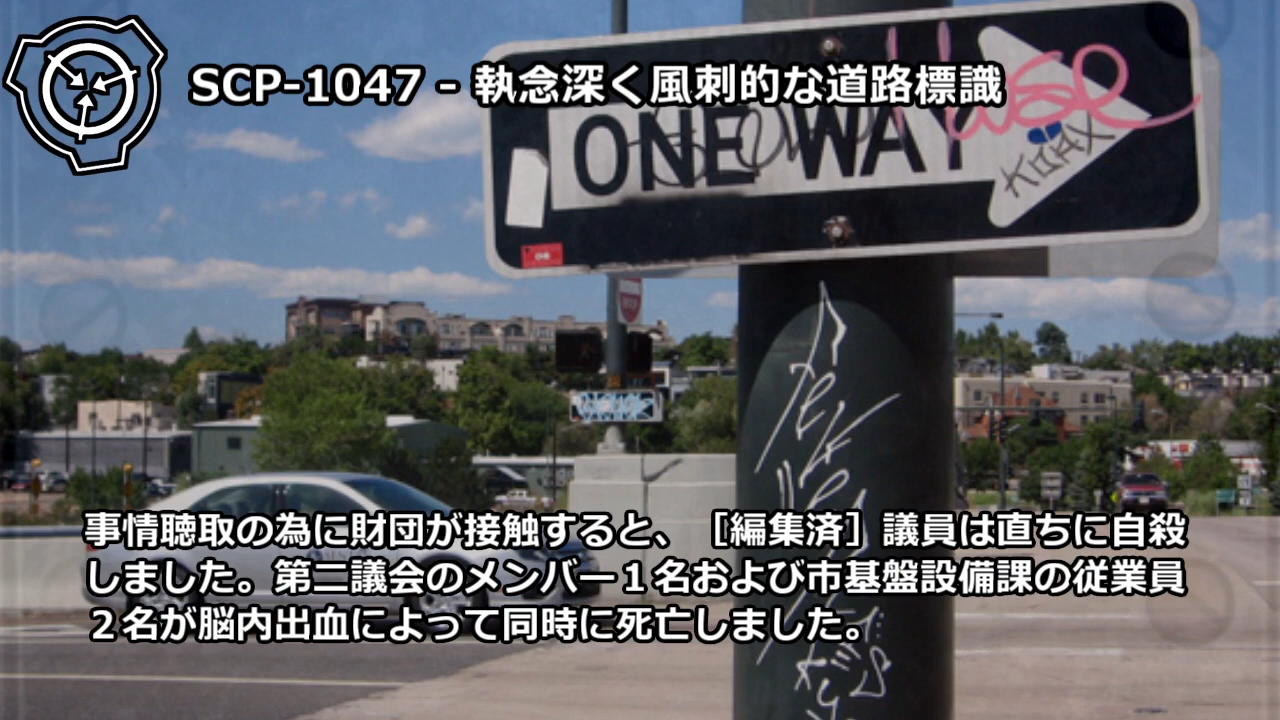 SCP-1047 - 執念深く風刺的な道路標識
ONE WAY
KOAX
事情聴取の為に財団が接触すると、［編集済］議員は直ちに自殺
しました。第二議会のメンバー１名および市基盤設備課の従業員
２名が脳内出血によって同時に死亡しました。